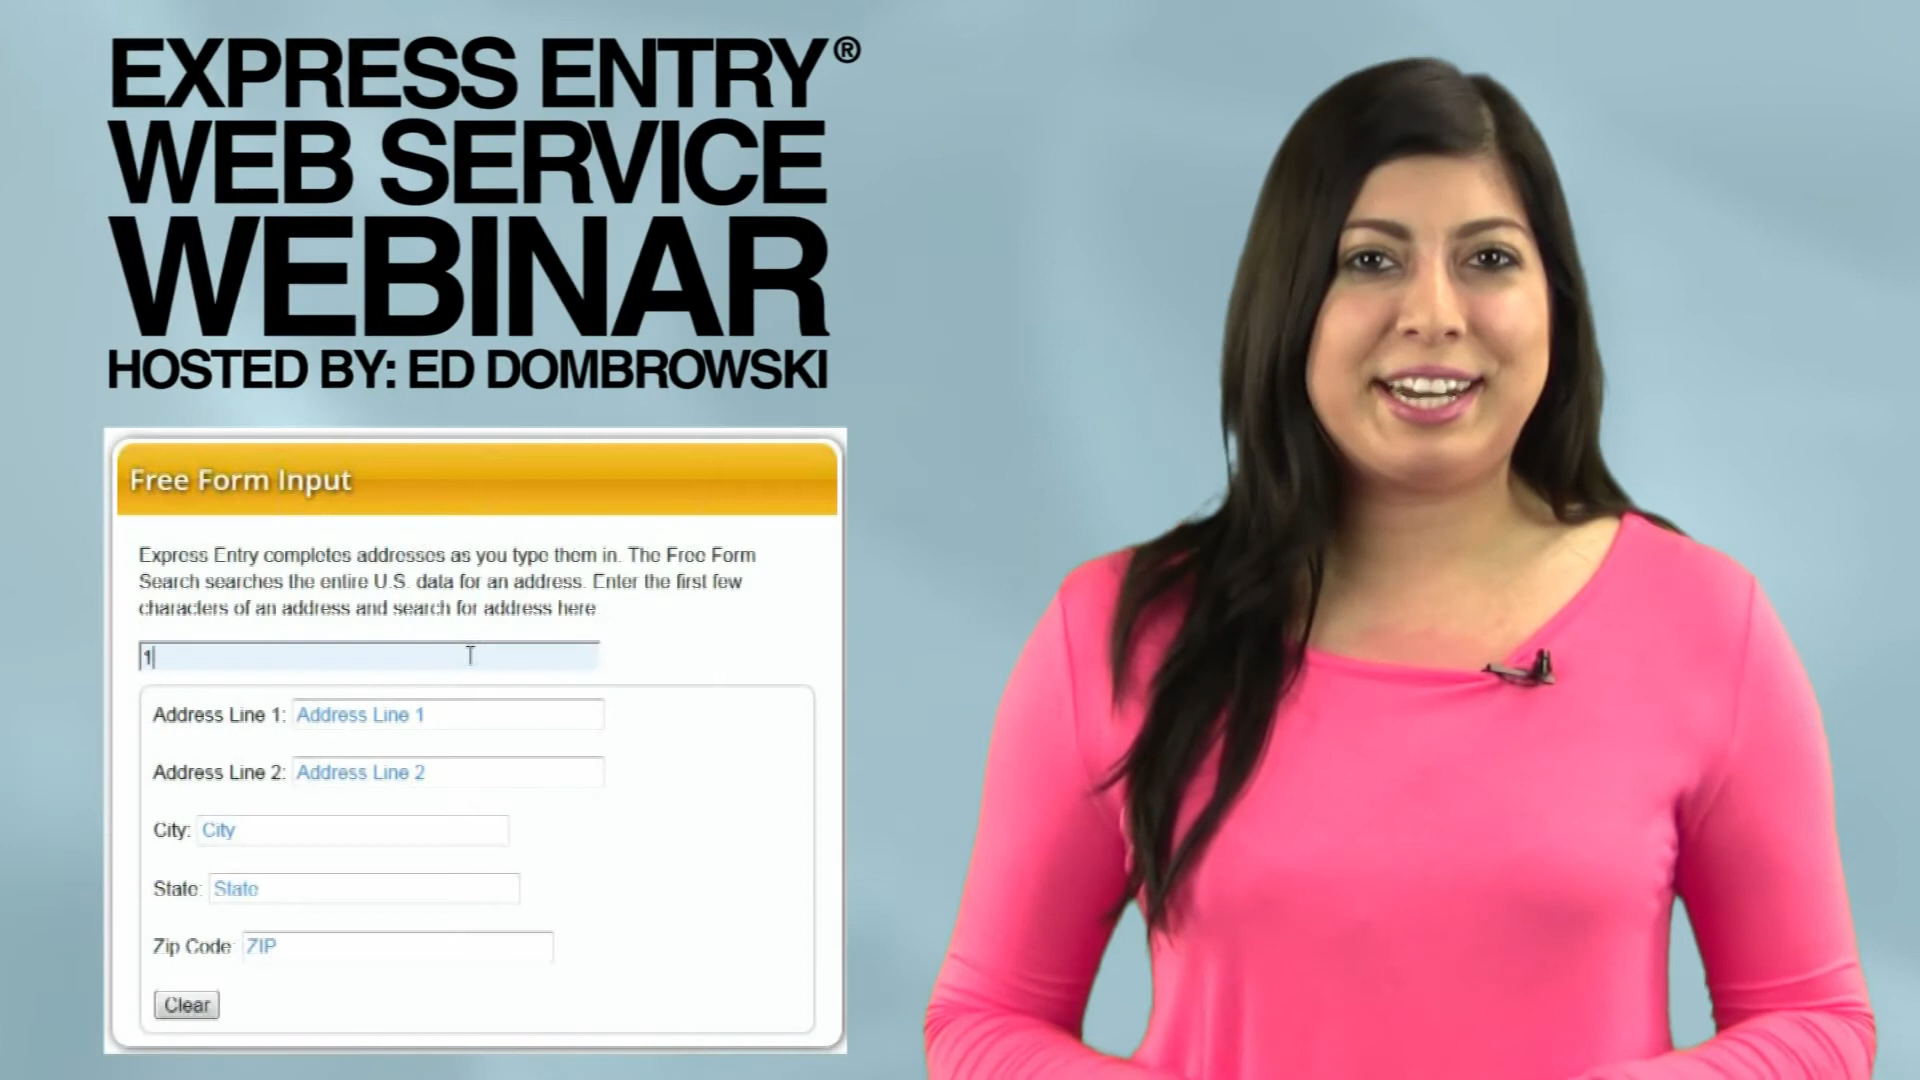 EXPRESS ENTRY®
WEB SERVICE
WEBINAR
HOSTED BY: ED DOMBROWSKI
Free Form Input
Express Entry completes addresses as you type them in. The Free Form
Search searches the entire U.S. data for an address. Enter the first few
characters of an address and search for address here
1
Address Line 1: Address Line 1
Address Line 2: Address Line 2
City: City
State: State
Zip Code: ZIP
Clear